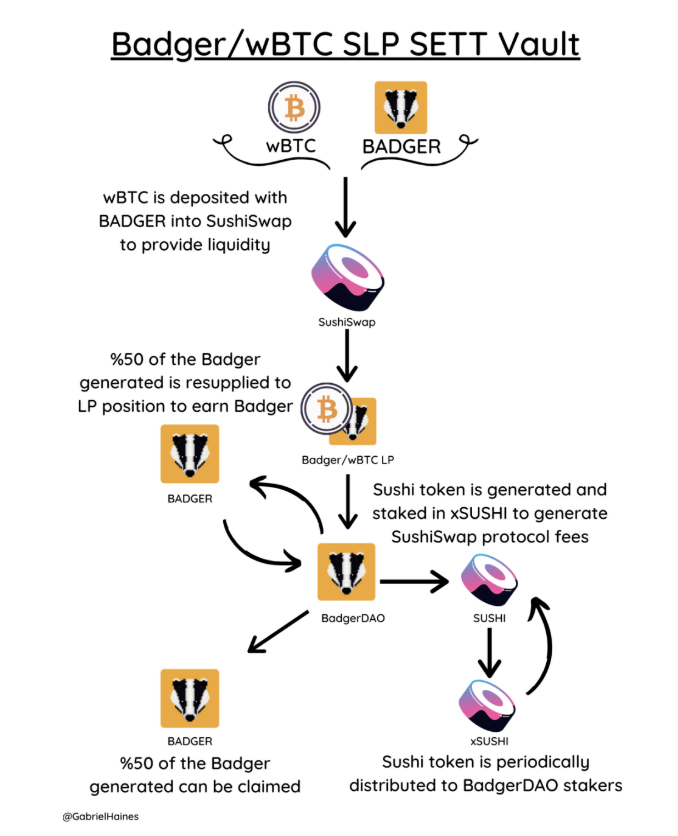 Badger/wBTC SLP SETT Vault
wBTC
BADGER
wBTC is deposited with
BADGER into SushiSwap
to provide liquidity
SushiSwap
%50 of the Badger
generated is resupplied to
LP position to earn Badger
Badger/wBTC LP
BADGER
Sushi token is generated and
staked in xSUSHI to generate
SushiSwap protocol fees
BadgerDAO
SUSHI
BADGER
%50 of the Badger
generated can be claimed
xSUSHI
Sushi token is periodically
distributed to BadgerDAO stakers
@GabrielHaines